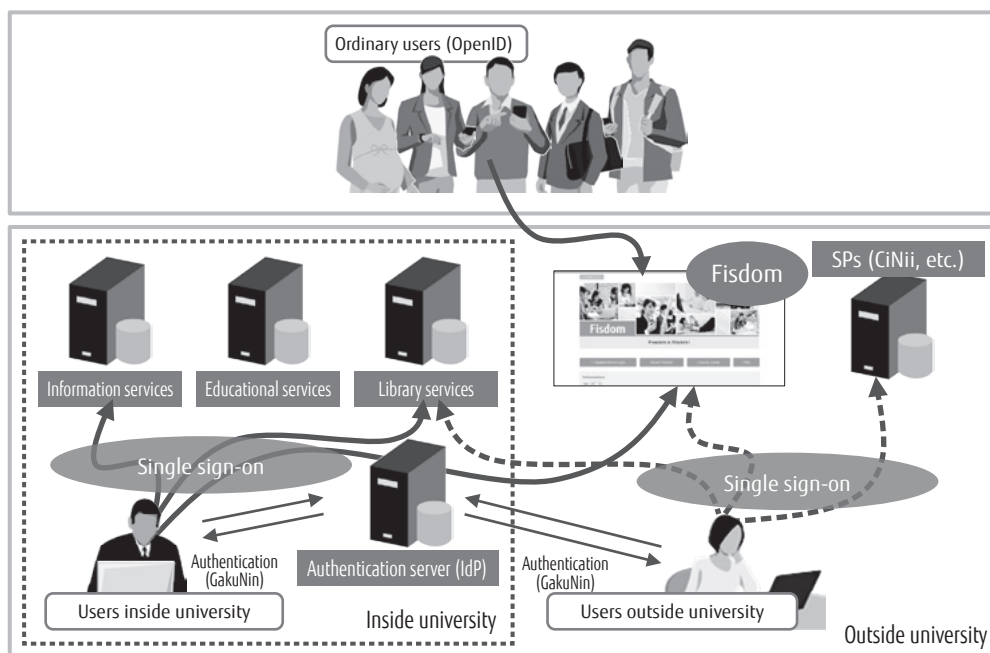 Ordinary users (OpenID)
Fisdom
SPs (CiNii, etc.)
Fisdom
Information services
Educational services
Library services
Single sign-on
Single sign-on
Authentication
(GakuNin)
Authentication server (IdP)
Authentication
(GakuNin)
Users inside university
Inside university
Users outside university
Outside university